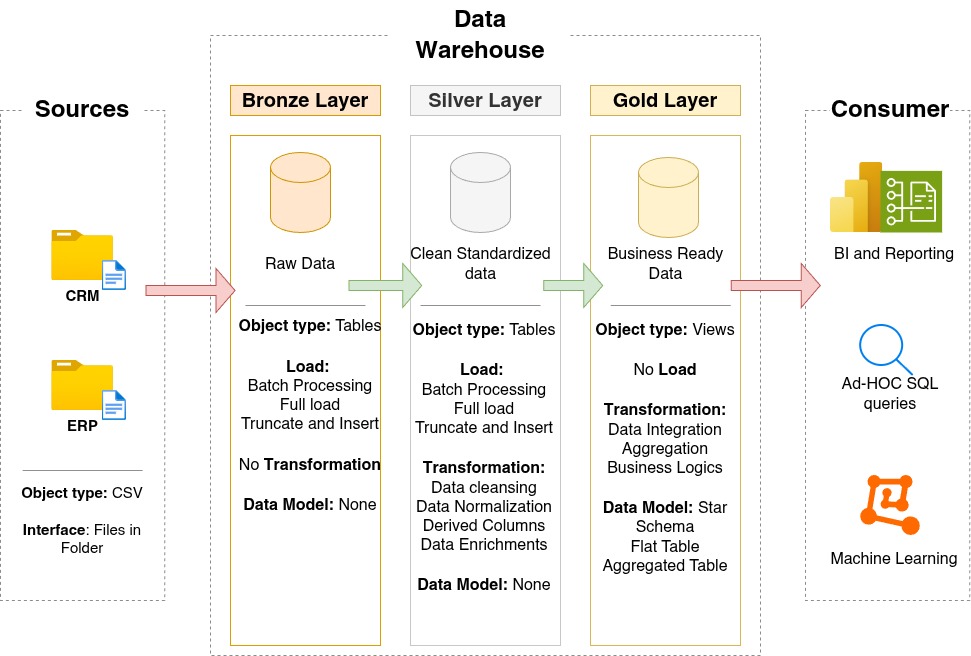 Data
Warehouse
Sources
CRM
ERP
Object type: CSV
Interface: Files in
Folder
Bronze Layer
Raw Data
Object type: Tables
Load:
Batch Processing
Full load
Truncate and Insert
No Transformation
Data Model: None
Silver Layer
Clean Standardized
data
Object type: Tables
Load:
Batch Processing
Full load
Truncate and Insert
Transformation:
Data cleansing
Data Normalization
Derived Columns
Data Enrichments
Data Model: None
Gold Layer
Business Ready
Data
Object type: Views
No Load
Transformation:
Data Integration
Aggregation
Business Logics
Data Model: Star
Schema
Flat Table
Aggregated Table
Consumer
BI and Reporting
Ad-HOC SQL
queries
Machine Learning